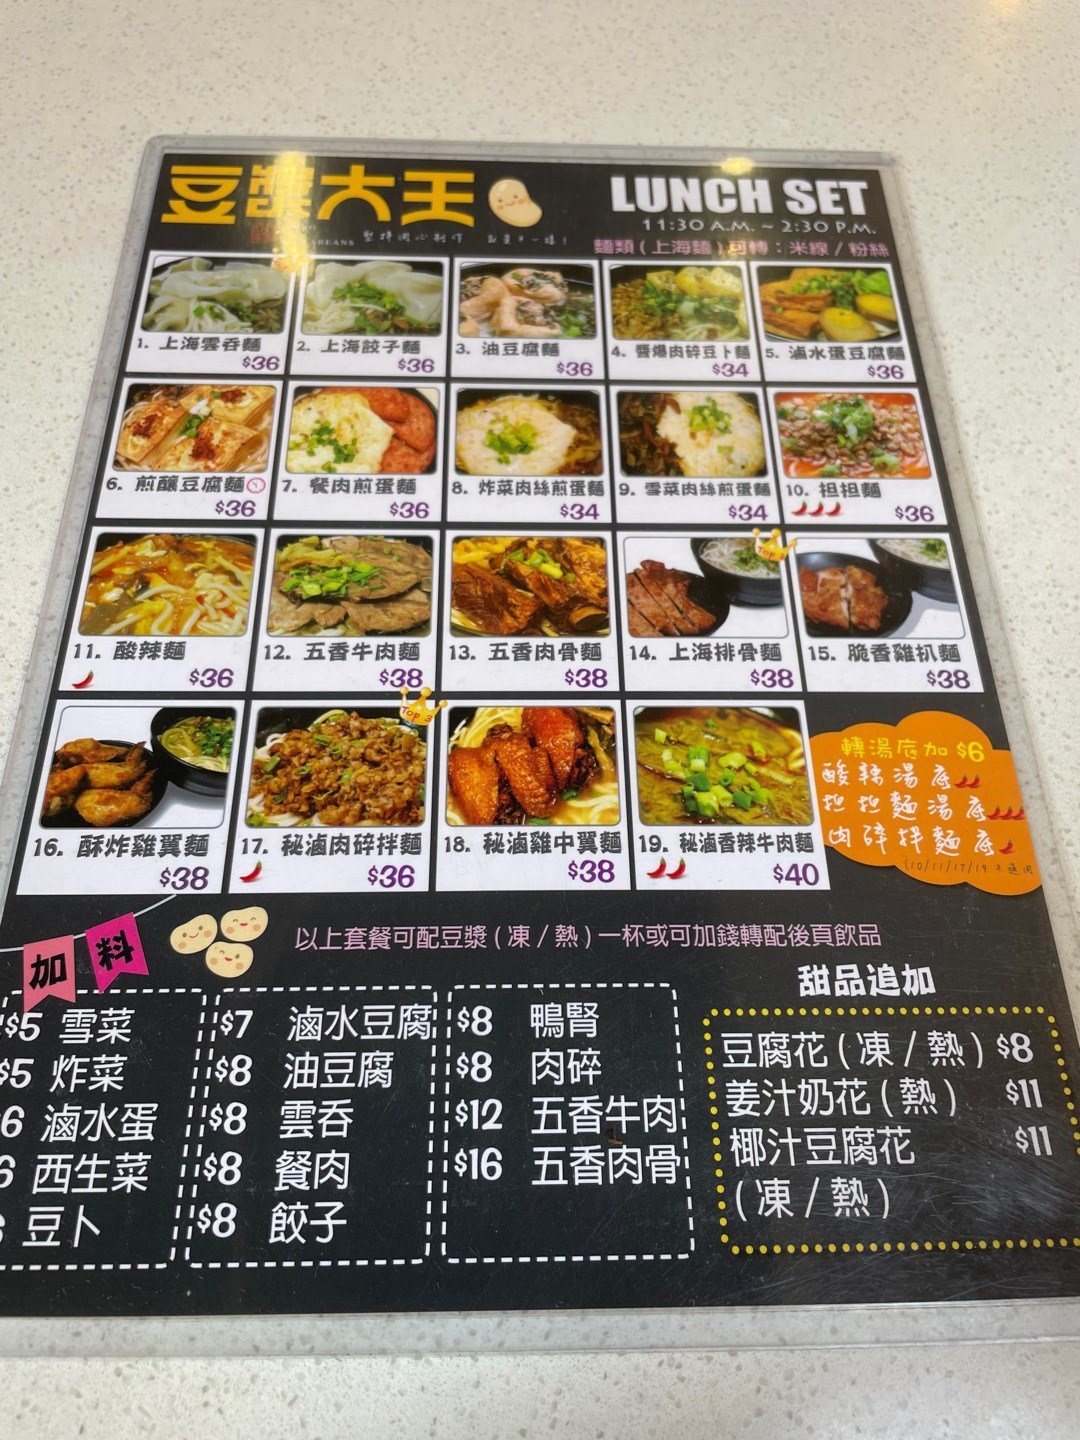 豆漿大王
LUNCH SET
11:30 A.M. ~ 2:30 P.M.
麵類(上海麵)可轉：米線/粉絲
1. 上海雲吞麵 $36
2. 上海餃子麵 $36
3. 油豆腐麵 $36
4. 醬爆肉碎豆卜麵 $34
5. 滷水蛋豆腐麵 $36
6. 煎釀豆腐麵 $36
7. 餐肉煎蛋麵 $36
8. 炸菜肉絲煎蛋麵 $34
9. 雪菜肉絲煎蛋麵 $34
10. 担担麵 $36
11. 酸辣麵 $36
12. 五香牛肉麵 $38
13. 五香肉骨麵 $38
TOP
14. 上海排骨麵 $38
15. 脆香雞扒麵 $38
16. 酥炸雞翼麵 $38
TOP 3
17. 秘滷肉碎拌麵 $36
18. 秘滷雞中翼麵 $38
19. 秘滷香辣牛肉麵 $40
轉湯底加 $6
酸辣湯底
担担麵湯底
肉碎拌麵底
(10/11/17/19 不適用)
以上套餐可配豆漿(凍/熱)一杯或可加錢轉配後頁飲品
加料
$5 雪菜
$5 炸菜
6 滷水蛋
6 西生菜
豆卜
$7 滷水豆腐
$8 油豆腐
$8 雲吞
$8 餐肉
$8 餃子
$8 鴨腎
$8 肉碎
$12 五香牛肉
$16 五香肉骨
甜品追加
豆腐花(凍/熱) $8
姜汁奶花(熱) $11
椰汁豆腐花 $11
(凍/熱)